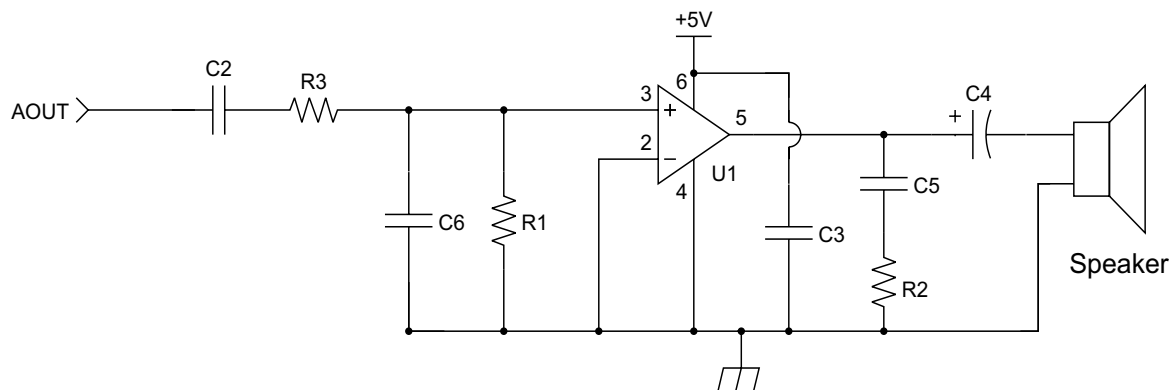 +5V
C2
R3
6
C4
AOUT
3
+
+
5
2
−
U1
C5
4
C6
R1
C3
R2
Speaker